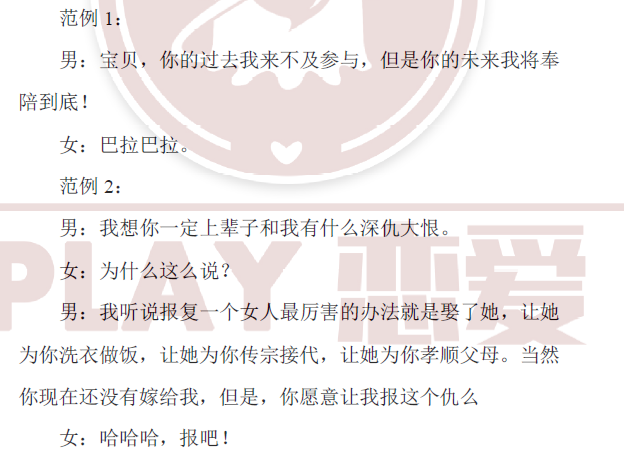 范例 1：
男：宝贝，你的过去我来不及参与，但是你的未来我将奉
陪到底！
女：巴拉巴拉。
范例 2：
男：我想你一定上辈子和我有什么深仇大恨。
女：为什么这么说？
PLAY 恋爱
男：我听说报复一个女人最厉害的办法就是娶了她，让她
为你洗衣做饭，让她为你传宗接代，让她为你孝顺父母。当然
你现在还没有嫁给我，但是，你愿意让我报这个仇么
女：哈哈哈，报吧！